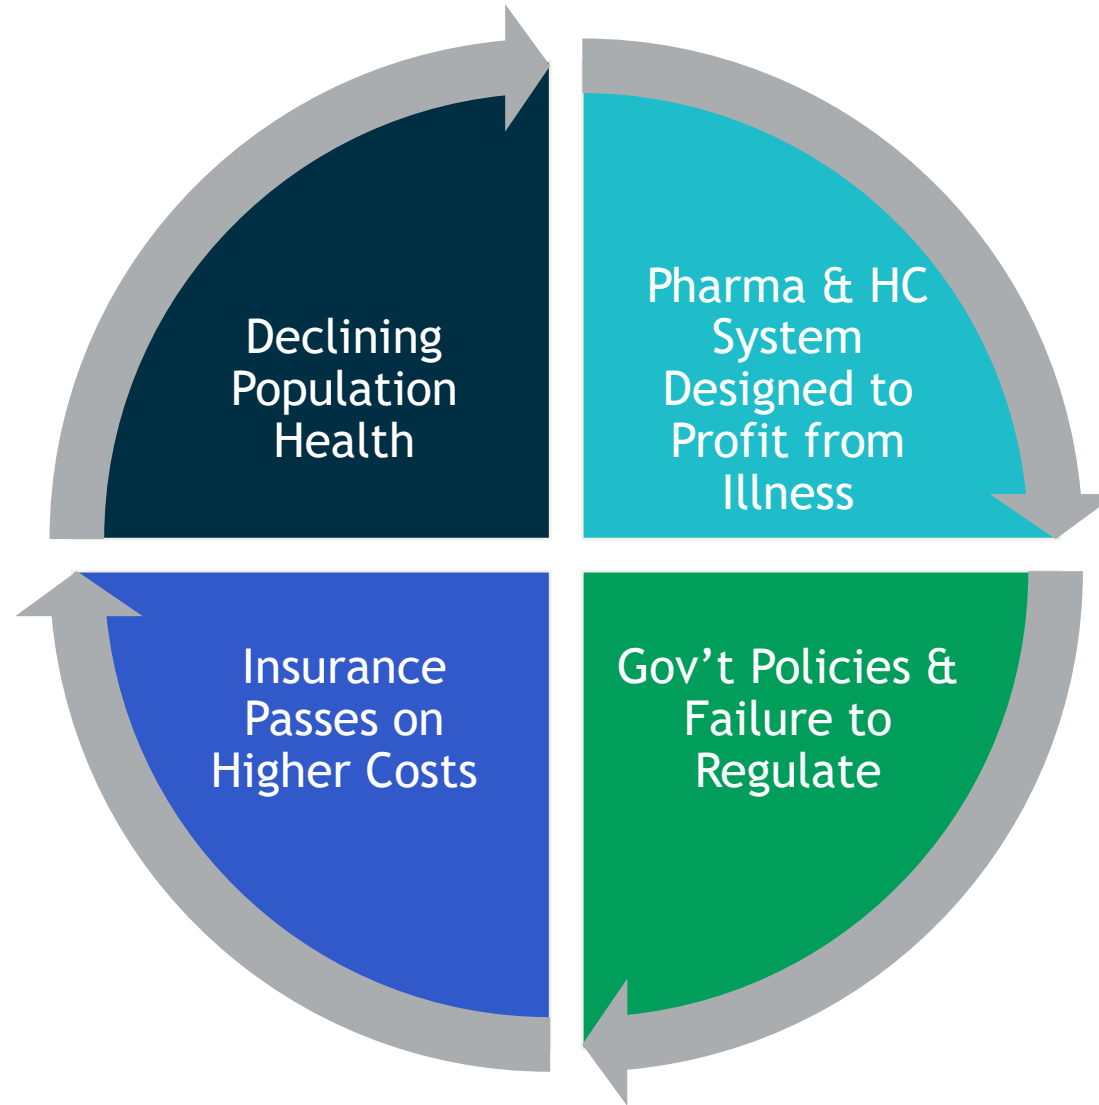 Declining
Population
Health
Pharma & HC
System
Designed to
Profit from
Illness
Insurance
Passes on
Higher Costs
Gov’t Policies &
Failure to
Regulate